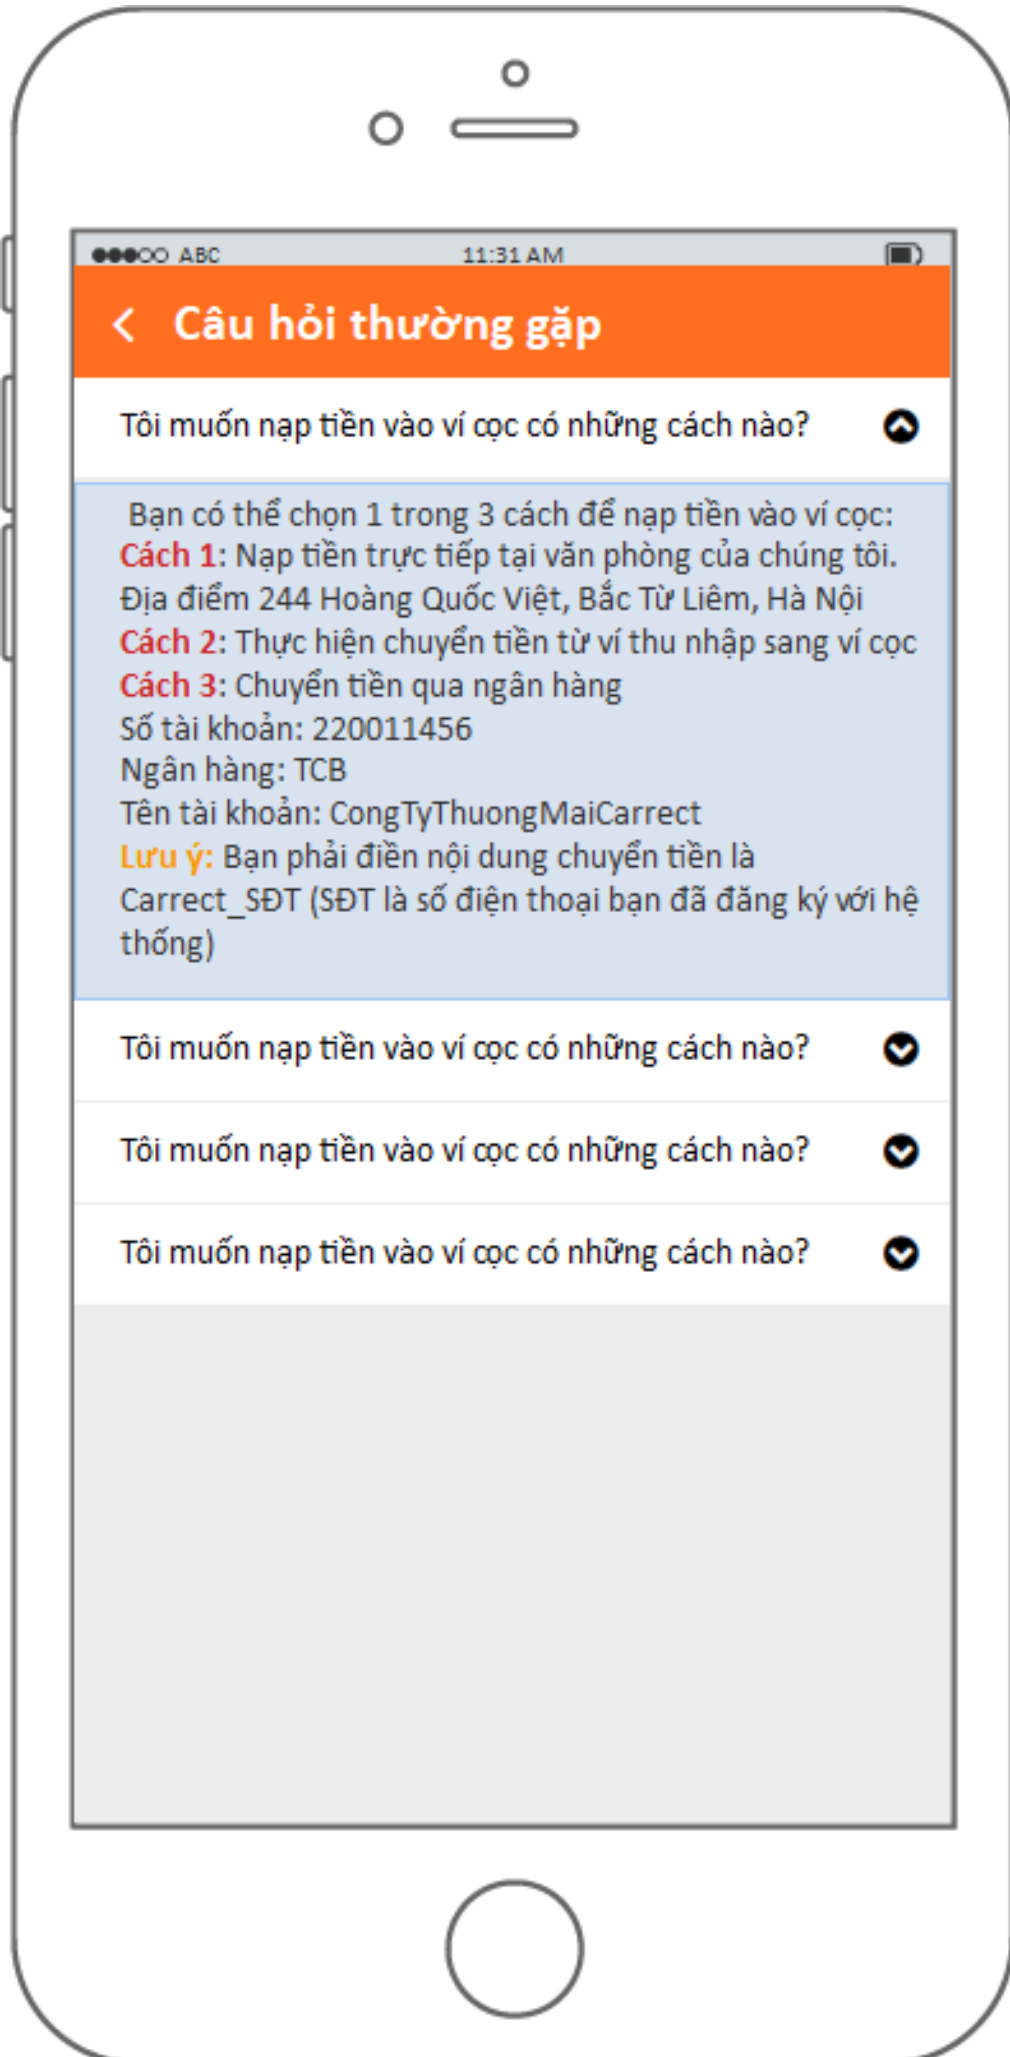 ABC 11:31 AM
Câu hỏi thường gặp
Tôi muốn nạp tiền vào ví cọc có những cách nào?
Bạn có thể chọn 1 trong 3 cách để nạp tiền vào ví cọc:
Cách 1: Nạp tiền trực tiếp tại văn phòng của chúng tôi.
Địa điểm 244 Hoàng Quốc Việt, Bắc Từ Liêm, Hà Nội
Cách 2: Thực hiện chuyển tiền từ ví thu nhập sang ví cọc
Cách 3: Chuyển tiền qua ngân hàng
Số tài khoản: 220011456
Ngân hàng: TCB
Tên tài khoản: CongTyThuongMaiCarrect
Lưu ý: Bạn phải điền nội dung chuyển tiền là
Carrect_SĐT (SĐT là số điện thoại bạn đã đăng ký với hệ
thống)
Tôi muốn nạp tiền vào ví cọc có những cách nào?
Tôi muốn nạp tiền vào ví cọc có những cách nào?
Tôi muốn nạp tiền vào ví cọc có những cách nào?